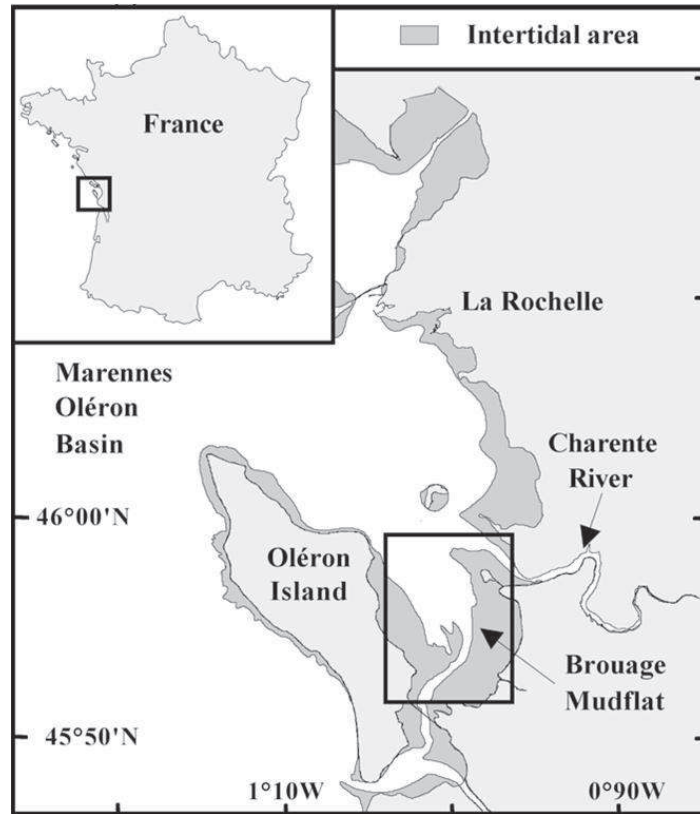 Intertidal area
France
La Rochelle
Marennes
Oléron
Basin
Charente
River
46°00'N
Oléron
Island
Brouage
Mudflat
45°50'N
1°10W
0°90W